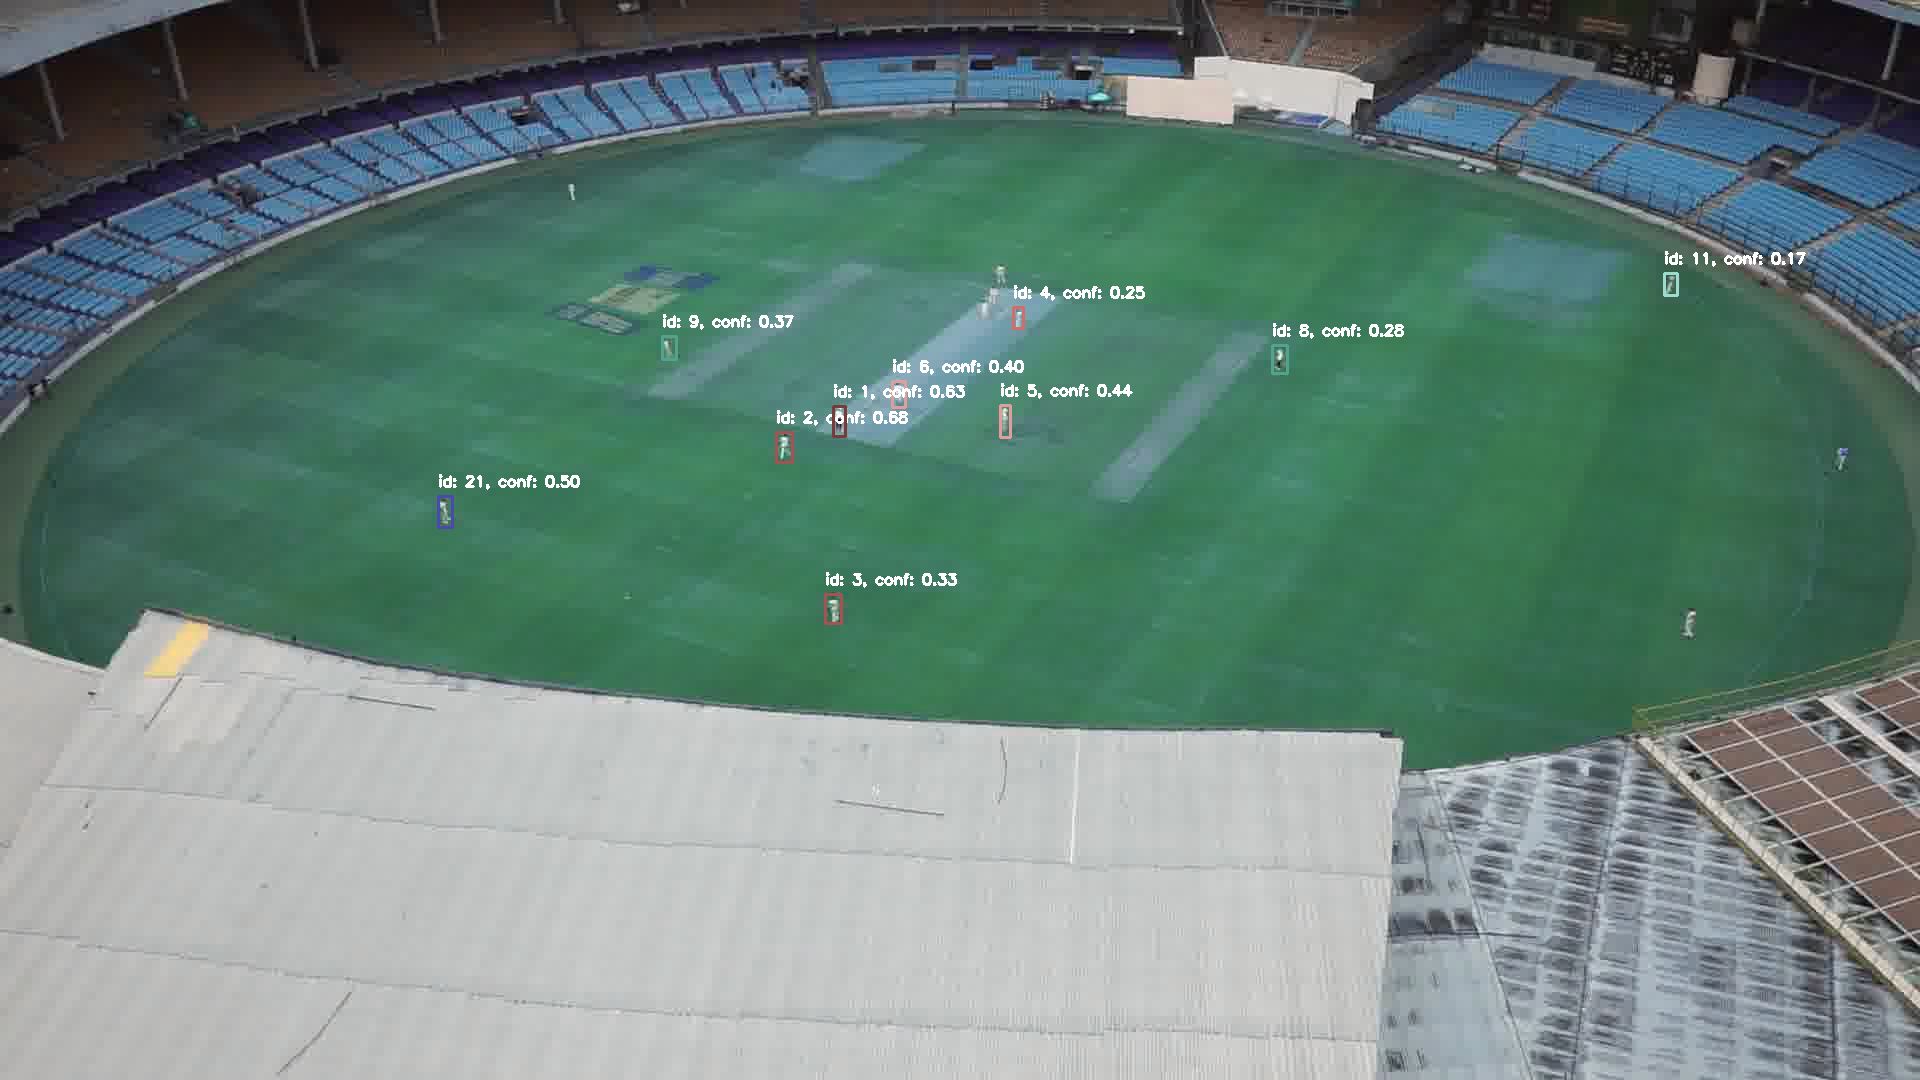 id: 11, conf: 0.17
id: 4, conf: 0.25
id: 9, conf: 0.37
id: 8, conf: 0.28
id: 6, conf: 0.40
id: 1, conf: 0.63
id: 5, conf: 0.44
id: 2, conf: 0.68
id: 21, conf: 0.50
id: 3, conf: 0.33